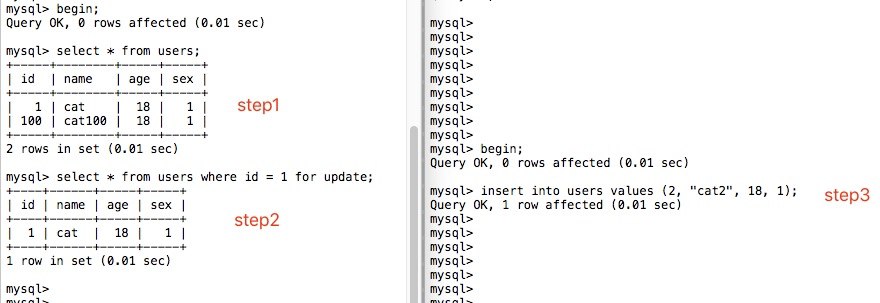 mysql> begin;
Query OK, 0 rows affected (0.01 sec)
mysql> select * from users;
+-----+--------+-----+-----+
| id | name | age | sex |
+-----+--------+-----+-----+
| 1 | cat | 18 | 1 |
| 100 | cat100 | 18 | 1 |
+-----+--------+-----+-----+
2 rows in set (0.01 sec)
step1
mysql> select * from users where id = 1 for update;
+----+------+-----+-----+
| id | name | age | sex |
+----+------+-----+-----+
| 1 | cat | 18 | 1 |
+----+------+-----+-----+
1 row in set (0.01 sec)
step2
mysql>
mysql>
mysql>
mysql>
mysql>
mysql>
mysql>
mysql>
mysql>
mysql>
mysql>
mysql> begin;
Query OK, 0 rows affected (0.01 sec)
mysql> insert into users values (2, "cat2", 18, 1);
Query OK, 1 row affected (0.01 sec)
step3
mysql>
mysql>
mysql>
mysql>
mysql>
mysql>
mysql>